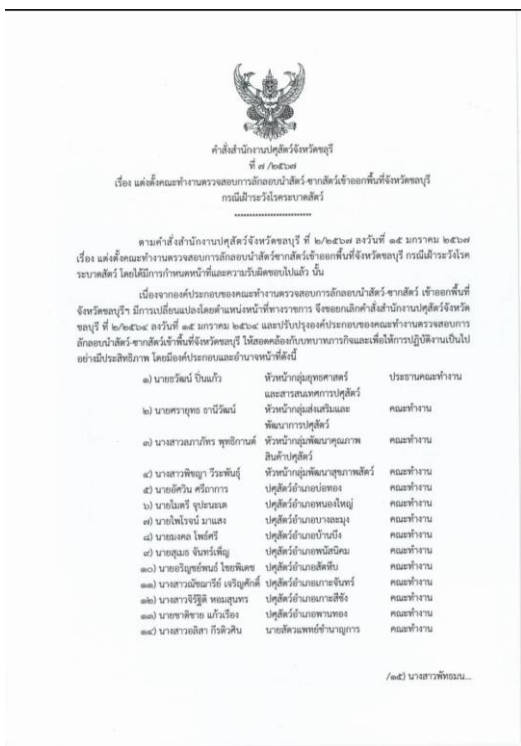 คำสั่งสำนักงานปศุสัตว์จังหวัดชลบุรี
ที่ ๗ /๒๕๖๗
เรื่อง แต่งตั้งคณะทำงานตรวจสอบการลักลอบนำสัตว์-ซากสัตว์เข้าออกพื้นที่จังหวัดชลบุรี
กรณีเฝ้าระวังโรคระบาดสัตว์
ตามคำสั่งสำนักงานปศุสัตว์จังหวัดชลบุรี ที่ ๒/๒๕๖๗ ลงวันที่ ๑๕ มกราคม ๒๕๖๗
เรื่อง แต่งตั้งคณะทำงานตรวจสอบการลักลอบนำสัตว์ซากสัตว์เข้าออกพื้นที่จังหวัดชลบุรี กรณีเฝ้าระวังโรค
ระบาดสัตว์ โดยได้มีการกำหนดหน้าที่และความรับผิดชอบไปแล้ว นั้น
เนื่องจากองค์ประกอบของคณะทำงานตรวจสอบการลักลอบนำสัตว์-ซากสัตว์ เข้าออกพื้นที่
จังหวัดชลบุรีฯ มีการเปลี่ยนแปลงโดยตำแหน่งหน้าที่ทางราชการ จึงขอยกเลิกคำสั่งสำนักงานปศุสัตว์จังหวัด
ชลบุรี ที่ ๒/๒๕๖๔ ลงวันที่ ๑๕ มกราคม ๒๕๖๔ และปรับปรุงองค์ประกอบของคณะทำงานตรวจสอบการ
ลักลอบนำสัตว์-ซากสัตว์เข้าพื้นที่จังหวัดชลบุรี ให้สอดคล้องกับบทบาทภารกิจและเพื่อให้การปฏิบัติงานเป็นไป
อย่างมีประสิทธิภาพ โดยมีองค์ประกอบและอำนาจหน้าที่ดังนี้
๑) นายธวัฒน์ ปิ่นแก้ว หัวหน้ากลุ่มยุทธศาสตร์ ประธานคณะทำงาน
และสารสนเทศการปศุสัตว์
๒) นายศรายุทธ ธานีวัฒน์ หัวหน้ากลุ่มส่งเสริมและ คณะทำงาน
พัฒนาการปศุสัตว์
๓) นางสาวลภาภัทร พุทธิกานต์ หัวหน้ากลุ่มพัฒนาคุณภาพ คณะทำงาน
สินค้าปศุสัตว์
๔) นางสาวพิชญา วีระพันธุ์ หัวหน้ากลุ่มพัฒนาสุขภาพสัตว์ คณะทำงาน
๕) นายอัศวิน ศรีถาการ ปศุสัตว์อำเภอบ่อทอง คณะทำงาน
๖) นายไมตรี จุปะนะเต ปศุสัตว์อำเภอหนองใหญ่ คณะทำงาน
๗) นายไพโรจน์ มาแสง ปศุสัตว์อำเภอบางละมุง คณะทำงาน
๘) นายมงคล โพธ์ศรี ปศุสัตว์อำเภอบ้านบึง คณะทำงาน
๙) นายสุเมธ จันทร์เพ็ญ ปศุสัตว์อำเภอพนัสนิคม คณะทำงาน
๑๐) นายอริญชย์พนธ์ ไชยพิเดช ปศุสัตว์อำเภอสัตหีบ คณะทำงาน
๑๑) นางสาวณัชฌารีย์ เจริญศักดิ์ ปศุสัตว์อำเภอเกาะจันทร์ คณะทำงาน
๑๒) นางสาวจิรัฐิติ หอมสุนทร ปศุสัตว์อำเภอเกาะสีชัง คณะทำงาน
๑๓) นายชาติชาย แก้วเรือง ปศุสัตว์อำเภอพานทอง คณะทำงาน
๑๔) นางสาวอลิสา กีรติวศิน นายสัตวแพทย์ชำนาญการ คณะทำงาน
/๑๕) นางสาวพัทธมน...